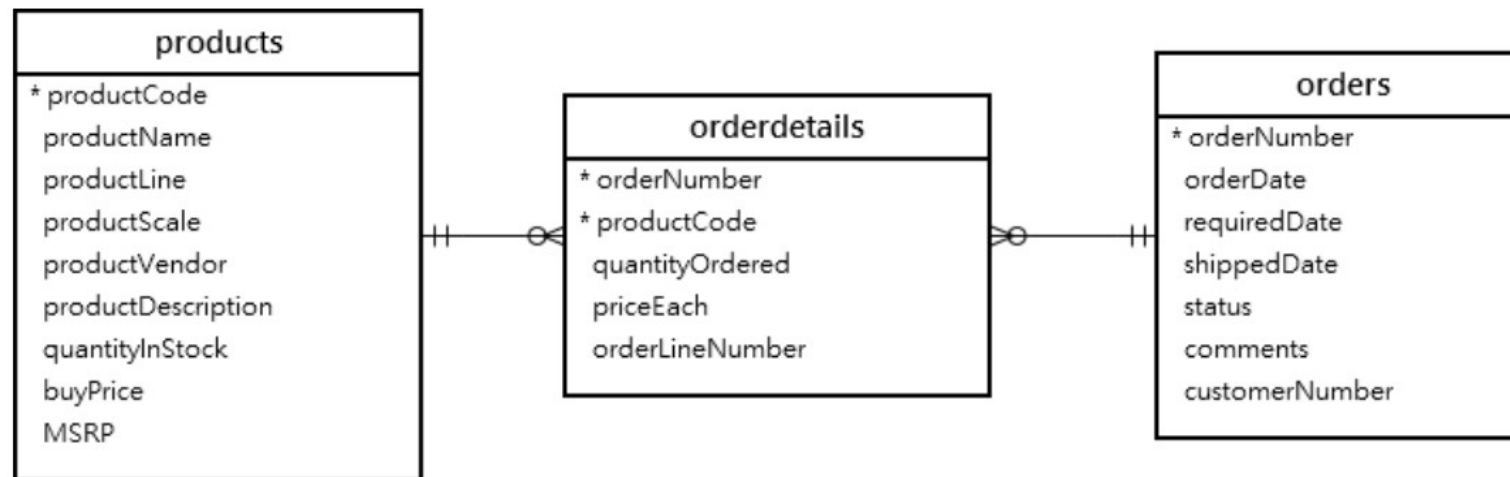 products
* productCode
productName
productLine
productScale
productVendor
productDescription
quantityInStock
buyPrice
MSRP
orderdetails
* orderNumber
* productCode
quantityOrdered
priceEach
orderLineNumber
orders
* orderNumber
orderDate
requiredDate
shippedDate
status
comments
customerNumber